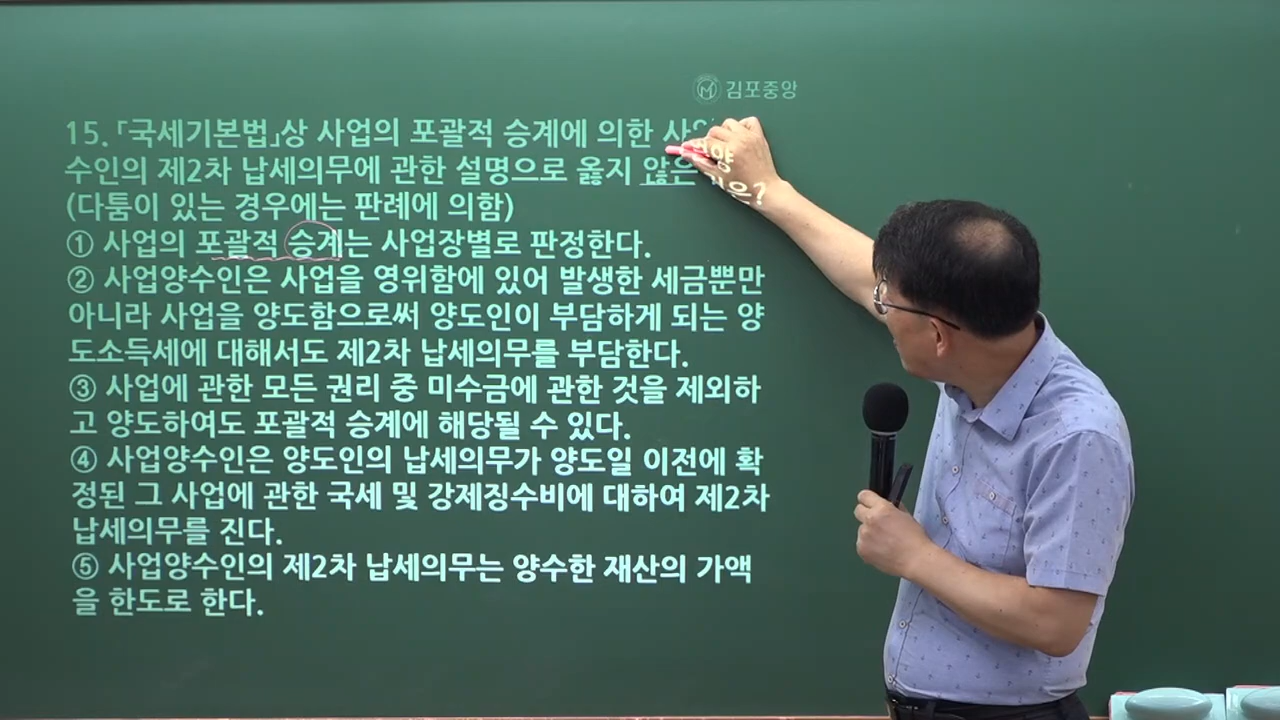 김포중앙
15. 「국세기본법」상 사업의 포괄적 승계에 의한
수인의 제2차 납세의무에 관한 설명으로 옳지 않은 것은?
(다툼이 있는 경우에는 판례에 의함)
① 사업의 포괄적 승계는 사업장별로 판정한다.
② 사업양수인은 사업을 영위함에 있어 발생한 세금뿐만
아니라 사업을 양도함으로써 양도인이 부담하게 되는 양
도소득세에 대해서도 제2차 납세의무를 부담한다.
③ 사업에 관한 모든 권리 중 미수금에 관한 것을 제외하
고 양도하여도 포괄적 승계에 해당될 수 있다.
④ 사업양수인은 양도인의 납세의무가 양도일 이전에 확
정된 그 사업에 관한 국세 및 강제징수비에 대하여 제2차
납세의무를 진다.
⑤ 사업양수인의 제2차 납세의무는 양수한 재산의 가액
을 한도로 한다.